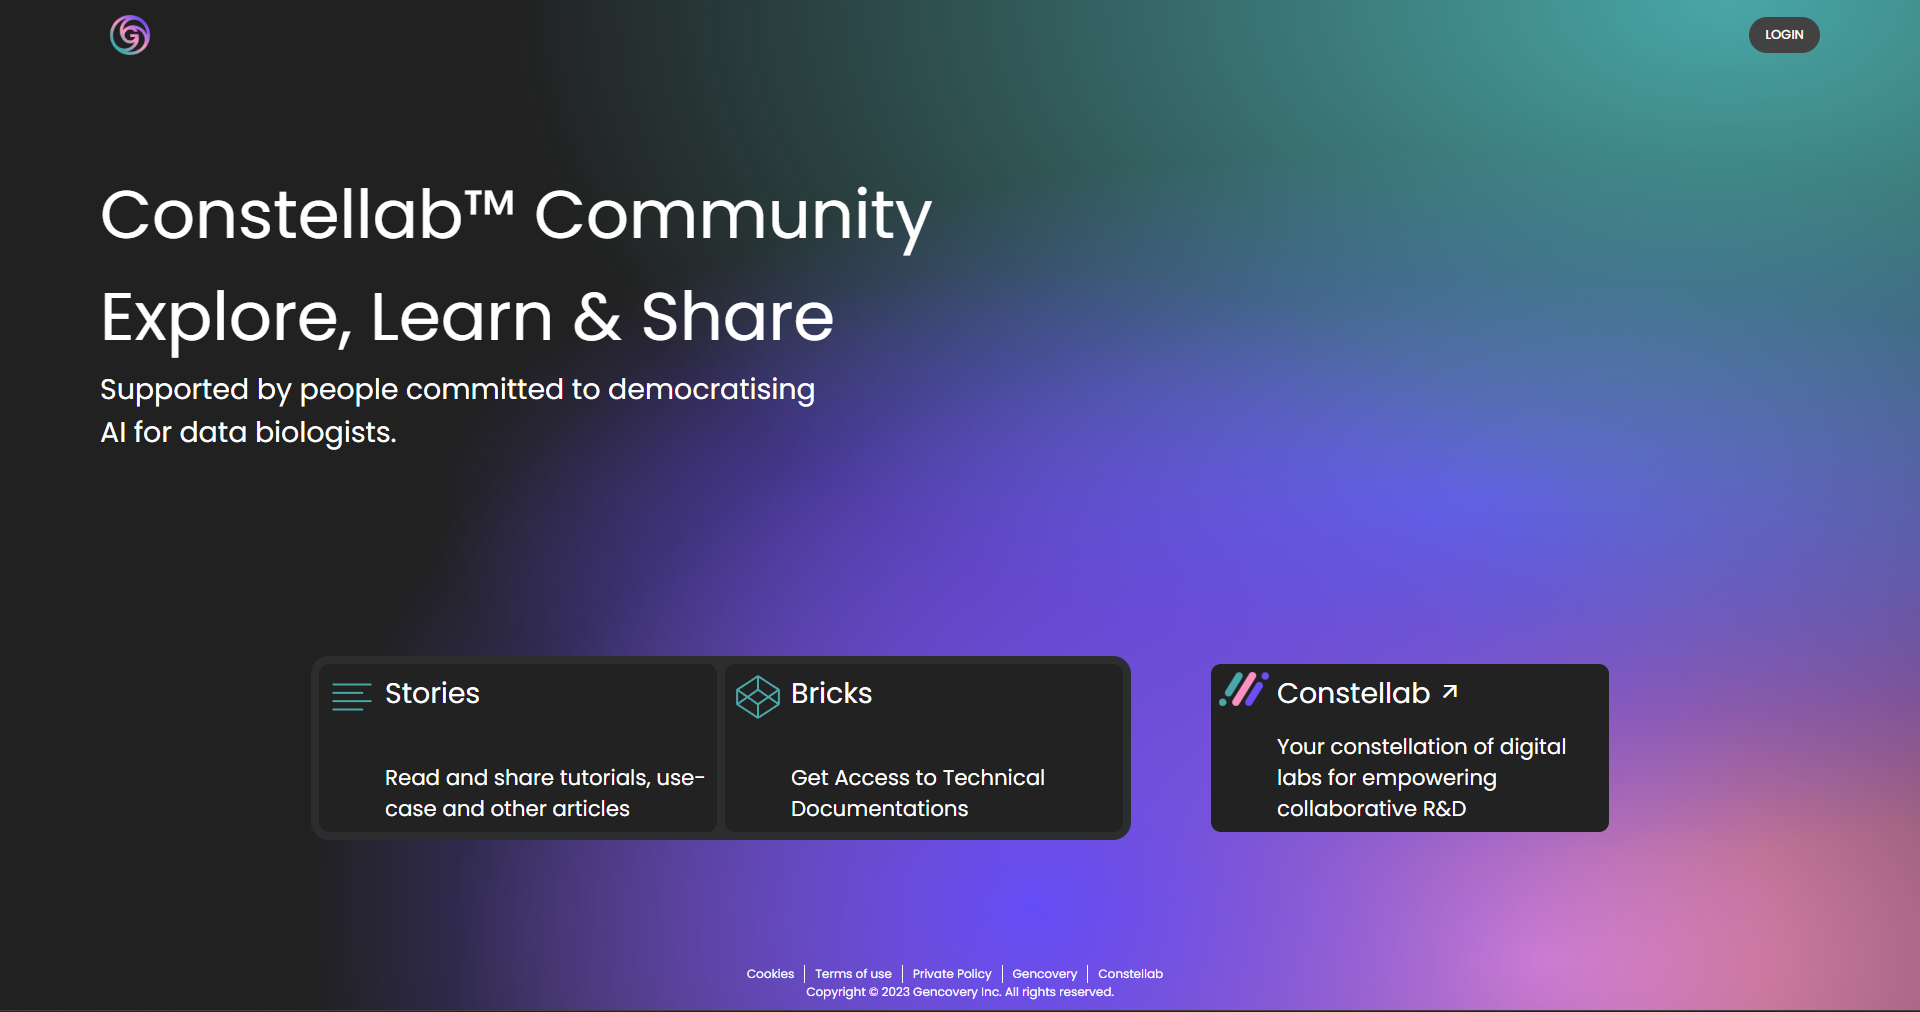 LOGIN
Constellab™ Community
Explore, Learn & Share
Supported by people committed to democratising
AI for data biologists.
Stories
Read and share tutorials, use-
case and other articles
Bricks
Get Access to Technical
Documentations
Constellab
Your constellation of digital
labs for empowering
collaborative R&D
Cookies | Terms of use | Private Policy | Gencovery | Constellab
Copyright © 2023 Gencovery Inc. All rights reserved.